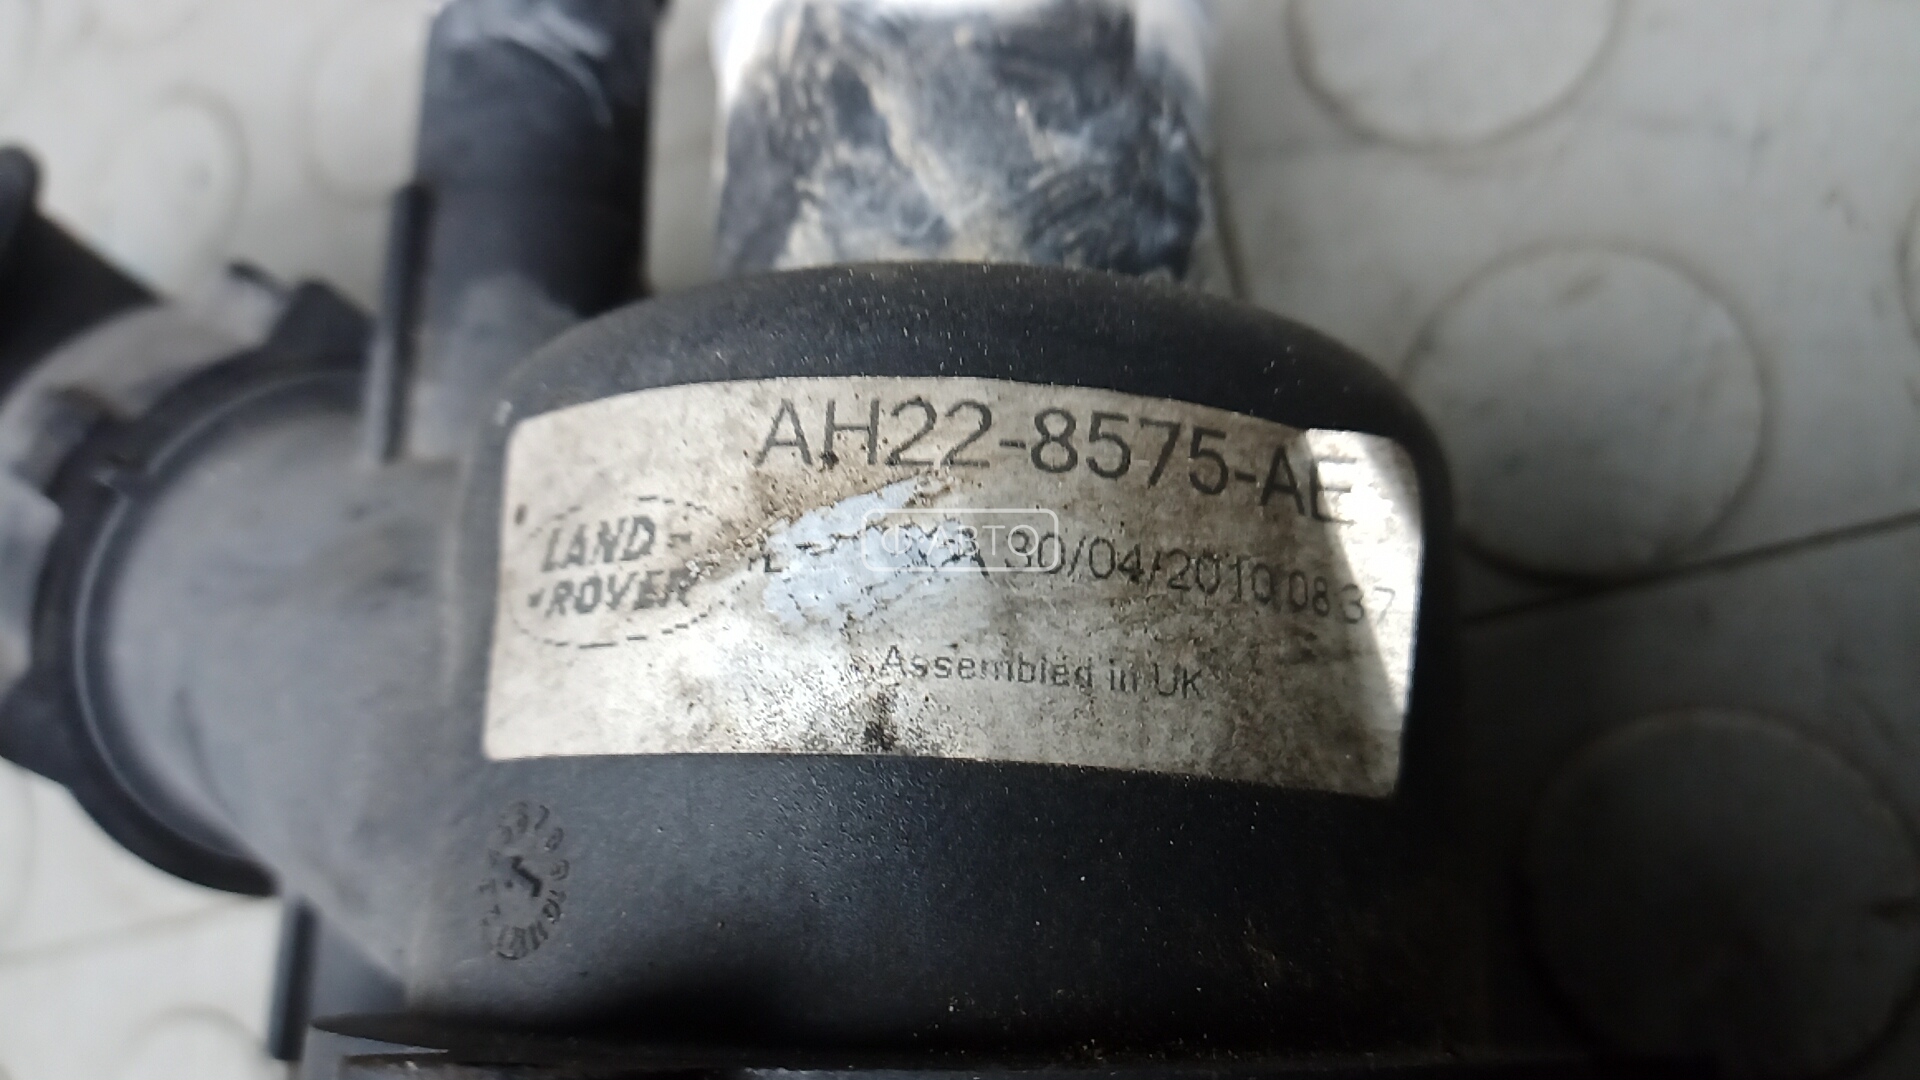 AH22-8575-AE
LAND
ROVER
30/04/2010 08 37
Assembled in UK